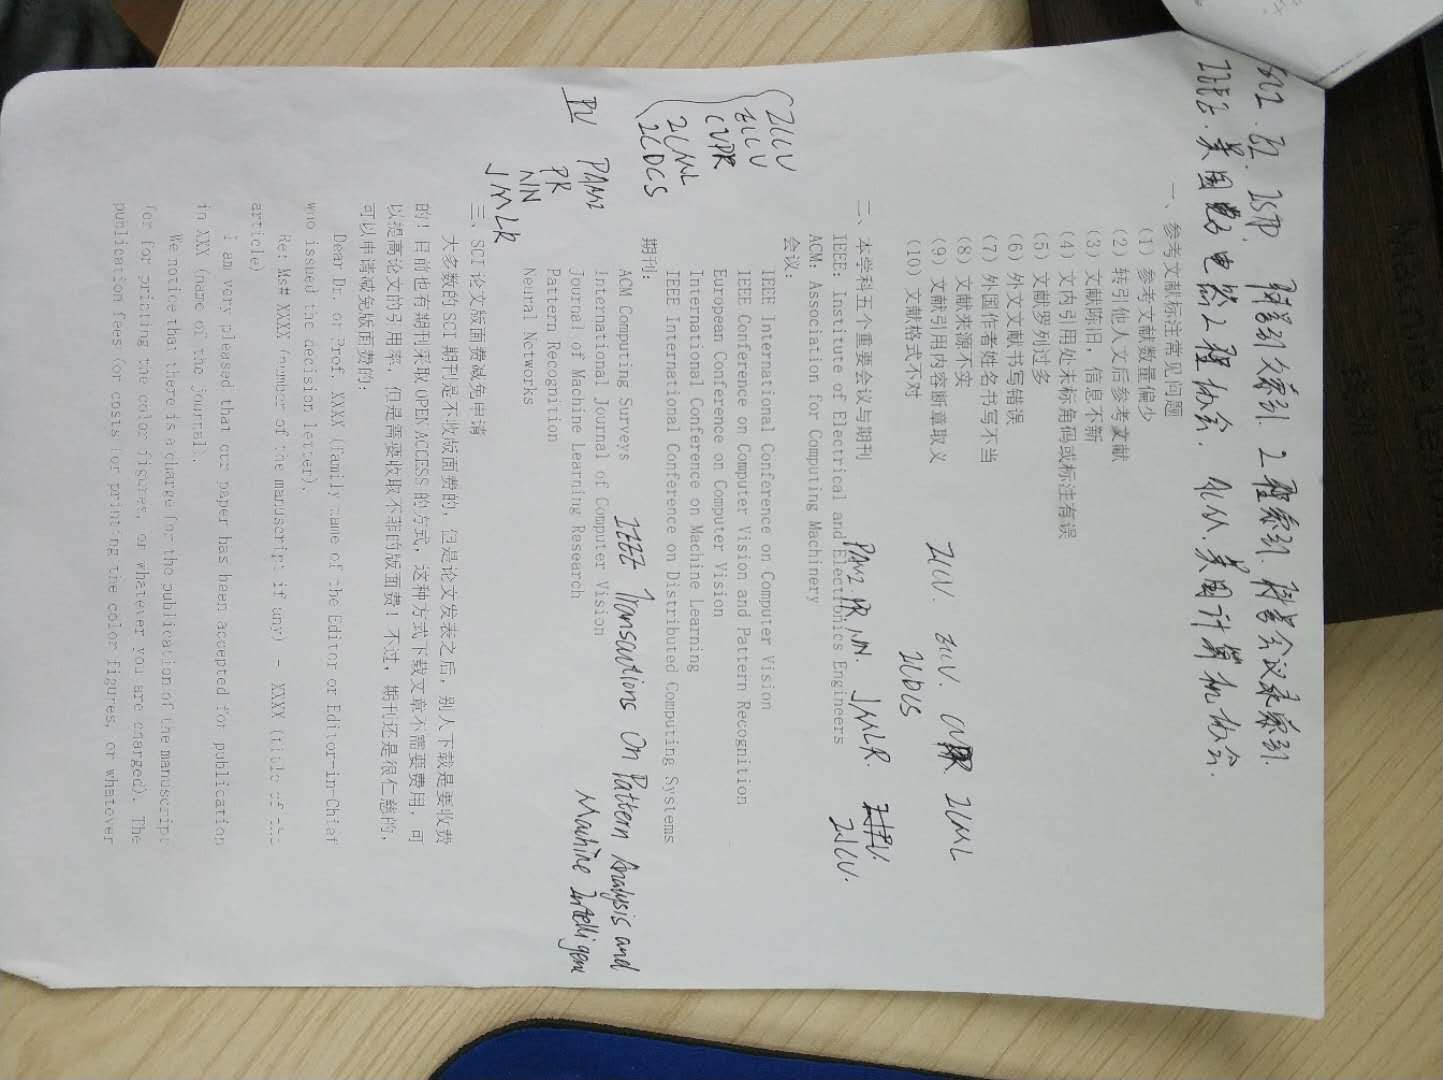 SCI. EI. ISTP. 科学引文索引. 工程索引. 科学会议录索引.
IEEE. 美国电子电器工程协会. ACM. 美国计算机协会.
一、参考文献标注常见问题
(1) 参考文献数量偏少
(2) 转引他人文后参考文献
(3) 文献陈旧，信息不新
(4) 文内引用处未标角码或标注有误
(5) 文献罗列过多
(6) 外文文献书写错误
(7) 外国作者姓名书写不当
(8) 文献来源不实
(9) 文献引用内容断章取义
ICCV. ECCV. CVPR. ICML
(10) 文献格式不对
ICDCS
二、本学科五个重要会议与期刊
PAMI. PR. NN. JMLR.
IJCV.
IEEE: Institute of Electrical and Electronics Engineers
ACM: Association for Computing Machinery
会议:
ICCV
ECCV
CVPR
ICML
ICDCS
IEEE International Conference on Computer Vision
IEEE Conference on Computer Vision and Pattern Recognition
European Conference on Computer Vision
International Conference on Machine Learning
IEEE International Conference on Distributed Computing Systems
期刊:
ACM Computing Surveys
IEEE Transactions On Pattern Analysis and
Machine Intelligene
PAMI
PR
NN
JMLR
International Journal of Computer Vision
Journal of Machine Learning Research
Pattern Recognition
Neural Networks
三、SCI 论文版面费减免申请
大多数的 SCI 期刊是不收版面费的，但是论文发表之后，别人下载是要收费
的！目前也有期刊采取 OPEN ACCESS 的方式，这种方式下载文章不需要费用，可
以提高论文的引用率，但是需要收取不菲的版面费！不过，期刊还是很仁慈的，
可以申请减免版面费的：
Dear Dr. or Prof. XXXX (family name of the Editor or Editor-in-Chief
who issued the decision letter).
Re: Ms# XXXX (number of the manuscript if any) - XXXX (title of the
article)
I am very pleased that our paper has been accepted for publication
in XXX (name of the journal).
We notice that there is a charge for the publication of the manuscript
(or for printing the color figures, or whatever you are charged). The
publication fees (or costs for printing the color figures, or whatever